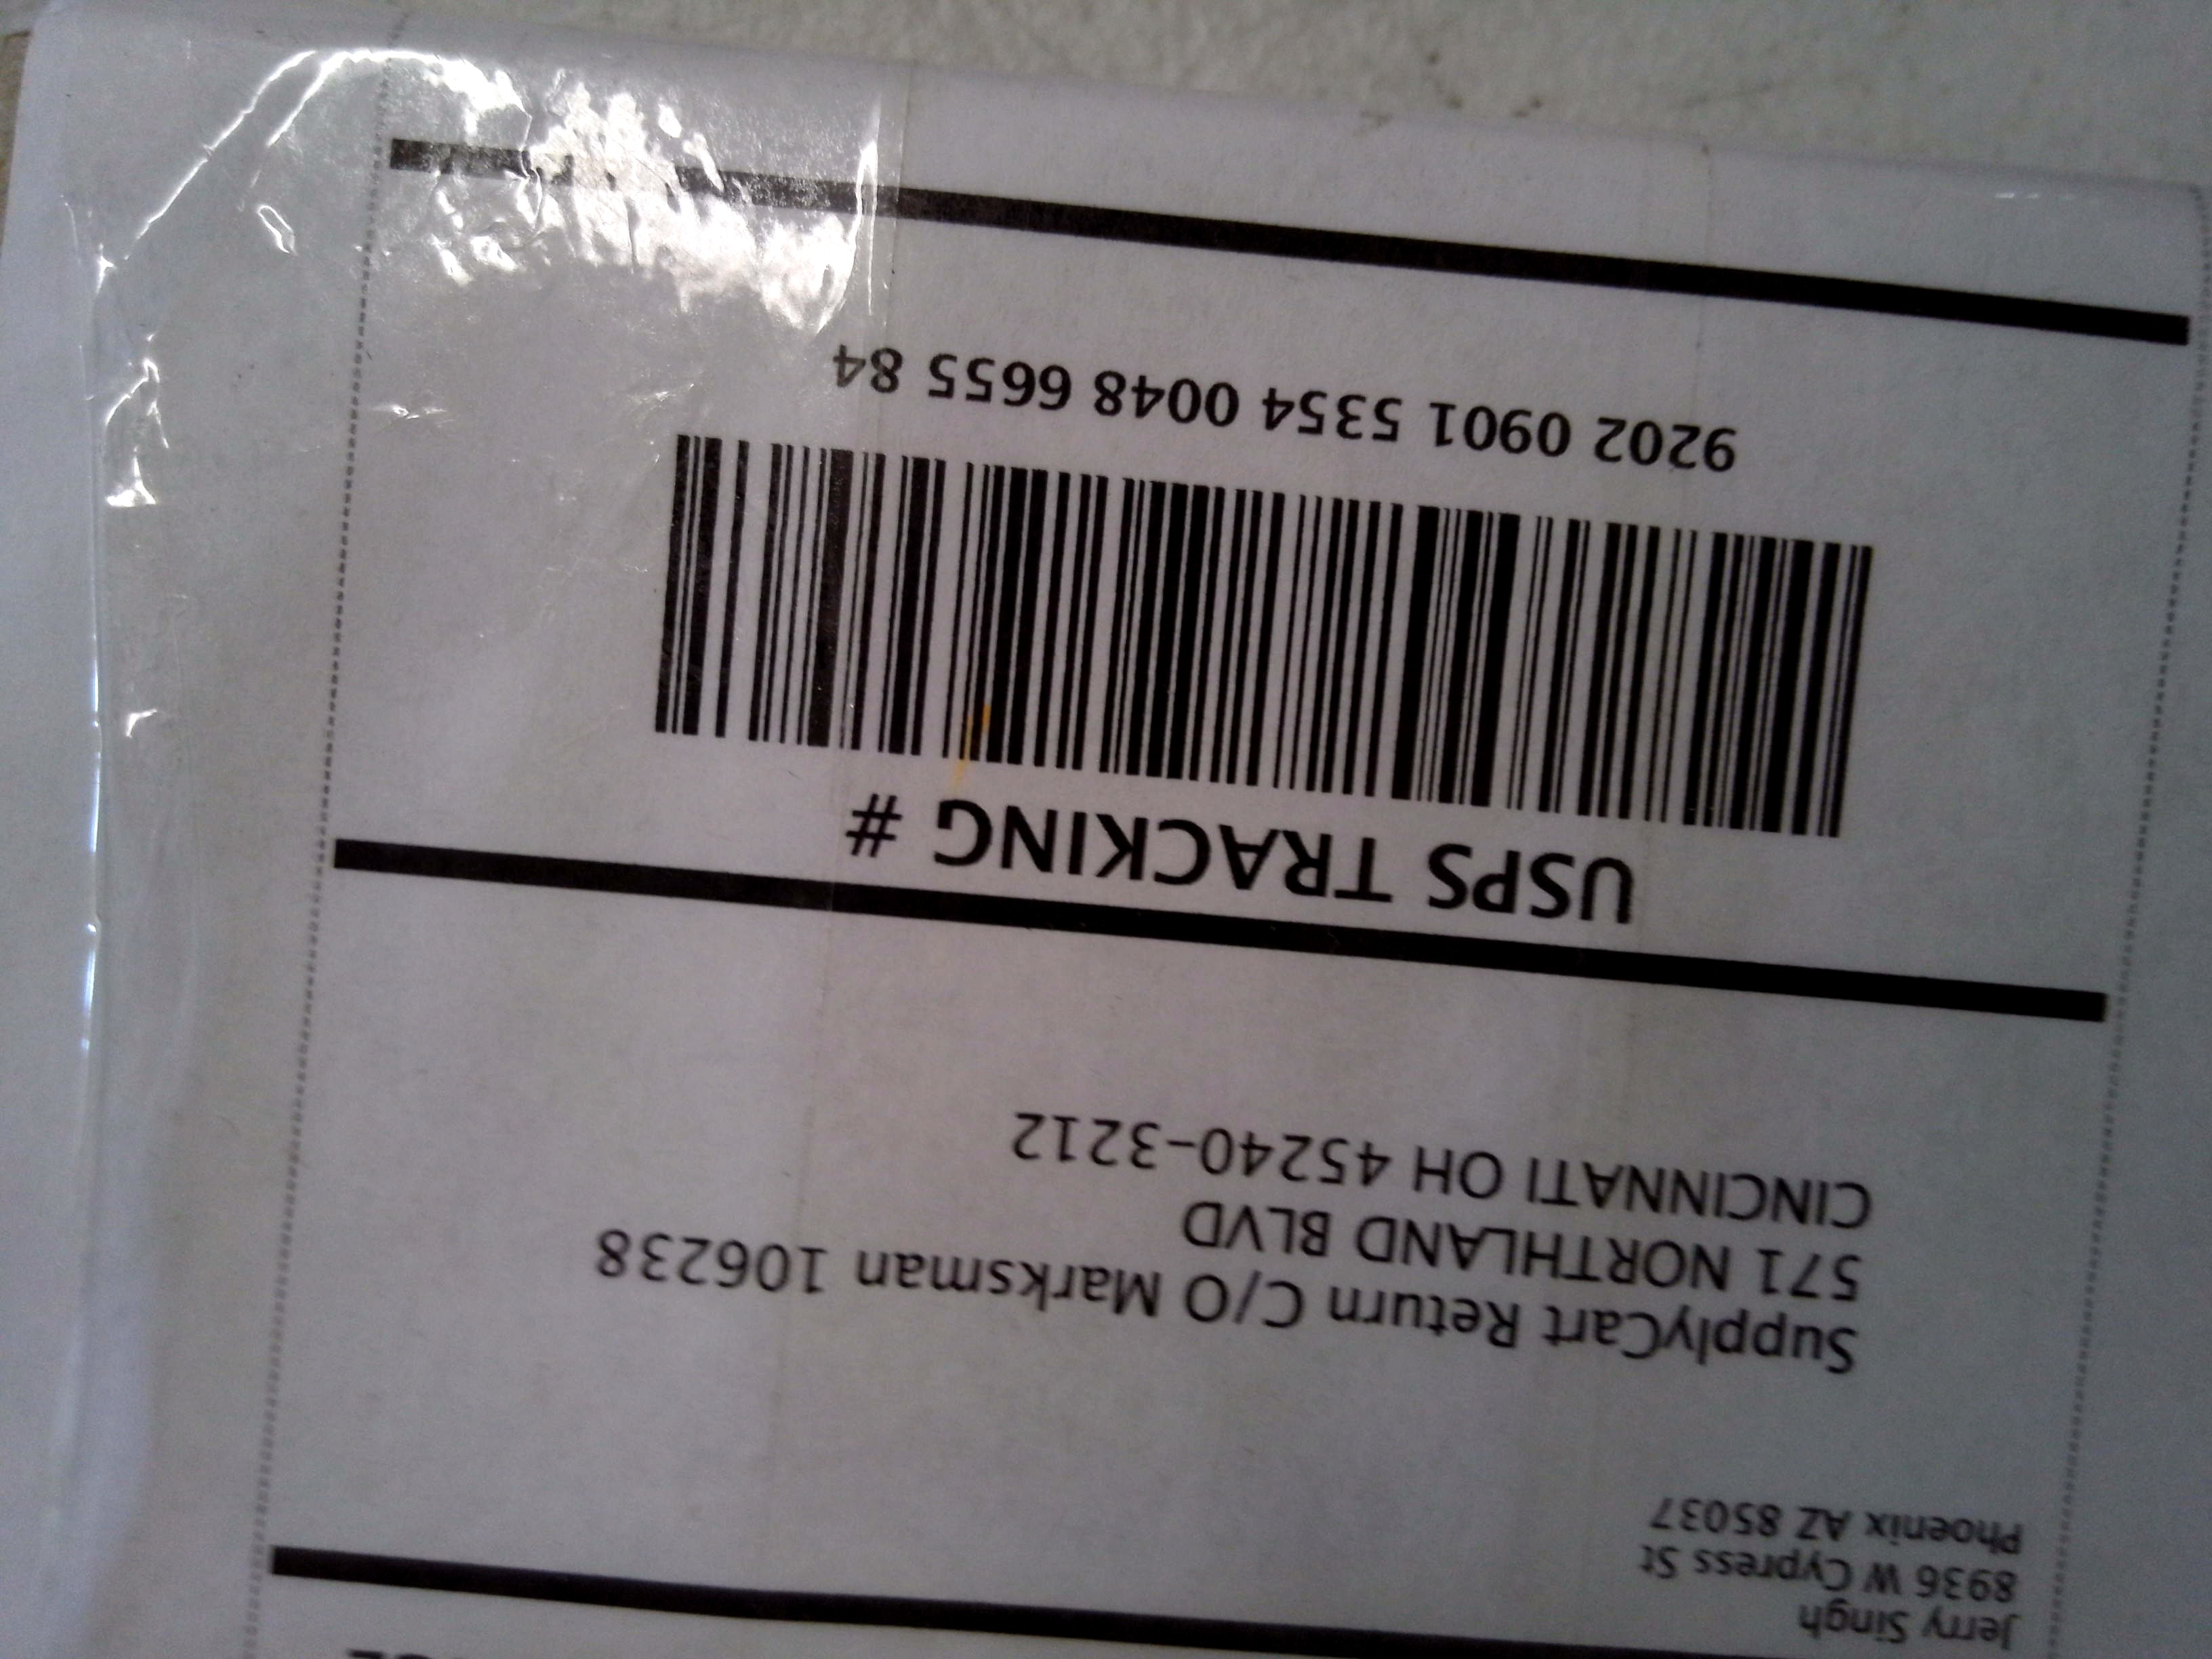 Jerry Singh
8936 W Cypress St
Phoenix AZ 85037
SupplyCart Return C/O Marksman 106238
571 NORTHLAND BLVD
CINCINNATI OH 45240-3212
USPS TRACKING #
9202 0901 5354 0048 6655 84